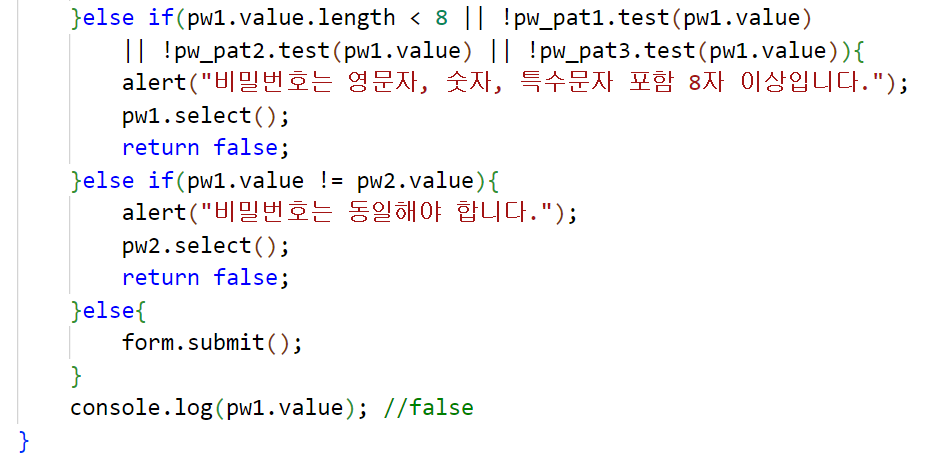 }else if(pw1.value.length < 8 || !pw_pat1.test(pw1.value)
|| !pw_pat2.test(pw1.value) || !pw_pat3.test(pw1.value)){
alert("비밀번호는 영문자, 숫자, 특수문자 포함 8자 이상입니다.");
pw1.select();
return false;
}else if(pw1.value != pw2.value){
alert("비밀번호는 동일해야 합니다.");
pw2.select();
return false;
}else{
form.submit();
}
console.log(pw1.value); //false
}